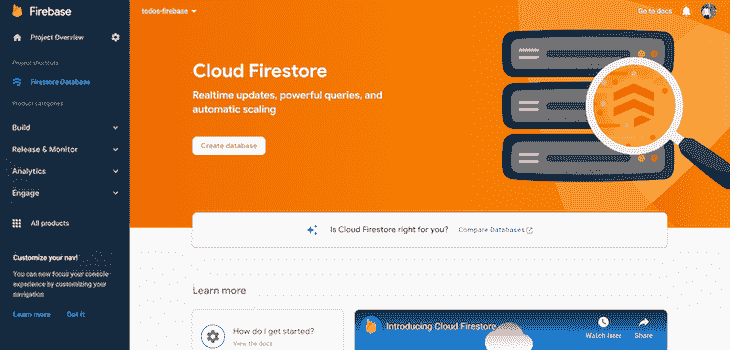 Firebase
todos-firebase
Go to docs
Project Overview
Project shortcuts
Firestore Database
Product categories
Build
Release & Monitor
Analytics
Engage
All products
Customize your nav!
You can now focus your console
experience by customizing your
navigation
Learn more
Got it
Cloud Firestore
Realtime updates, powerful queries, and
automatic scaling
Create database
Is Cloud Firestore right for you?
Compare Databases
Learn more
How do I get started?
View the docs
Introducing Cloud Firestore
Watch later
Share